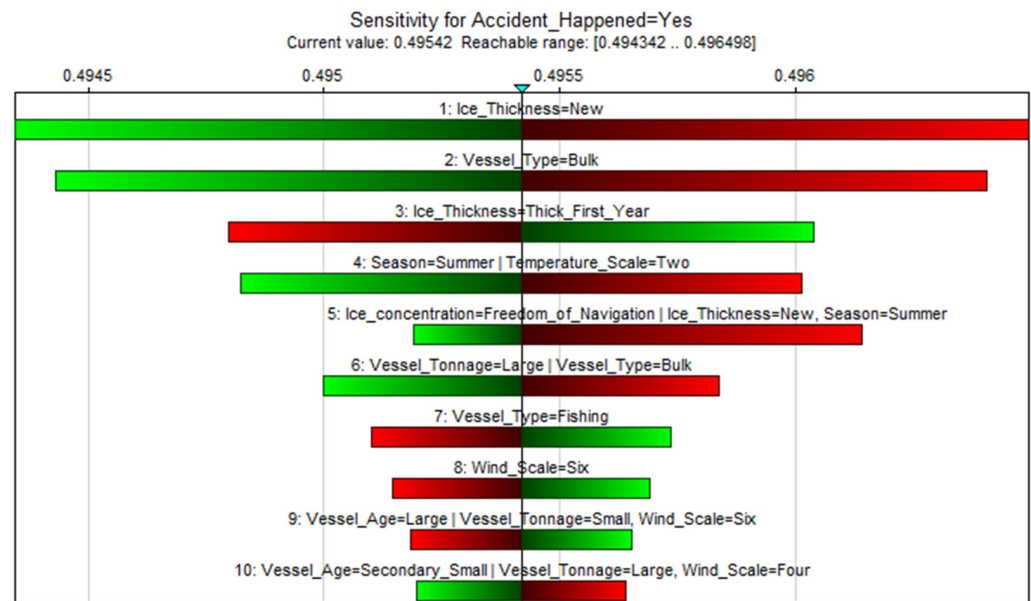 Sensitivity for Accident_Happened=Yes
Current value: 0.49542 Reachable range: [0.494342 .. 0.496498]
0.4945 0.495 0.4955 0.496
1: Ice_Thickness=New
2: Vessel_Type=Bulk
3: Ice_Thickness=Thick_First_Year
4: Season=Summer | Temperature_Scale=Two
5: Ice_concentration=Freedom_of_Navigation | Ice_Thickness=New, Season=Summer
6: Vessel_Tonnage=Large | Vessel_Type=Bulk
7: Vessel_Type=Fishing
8: Wind_Scale=Six
9: Vessel_Age=Large | Vessel_Tonnage=Small, Wind_Scale=Six
10: Vessel_Age=Secondary_Small | Vessel_Tonnage=Large, Wind_Scale=Four